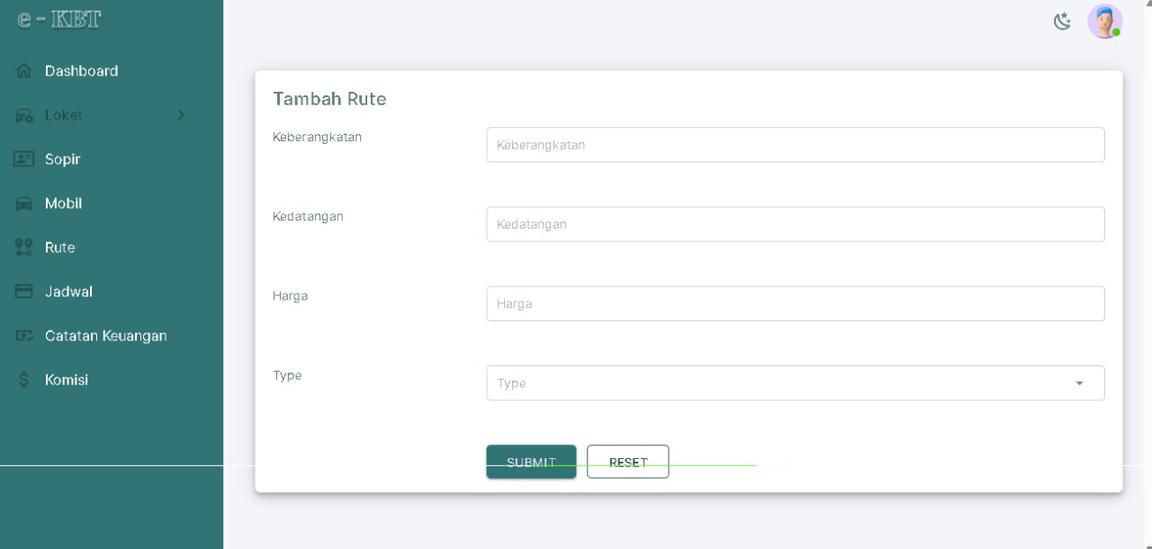 e - KBT
Dashboard
Loket
Sopir
Mobil
Rute
Jadwal
Catatan Keuangan
Komisi
Tambah Rute
Keberangkatan
Keberangkatan
Kedatangan
Kedatangan
Harga
Harga
Type
Type
SUBMIT RESET